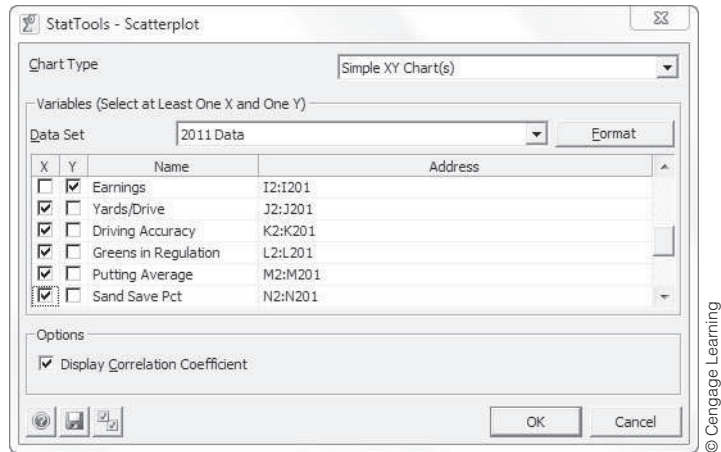 StatTools - Scatterplot
Chart Type
Simple XY Chart(s)
Variables (Select at Least One X and One Y)
Data Set
2011 Data
Format
X Y Name Address
Earnings I2:I201
Yards/Drive J2:J201
Driving Accuracy K2:K201
Greens in Regulation L2:L201
Putting Average M2:M201
Sand Save Pct N2:N201
Options
Display Correlation Coefficient
OK
Cancel
© Cengage Learning